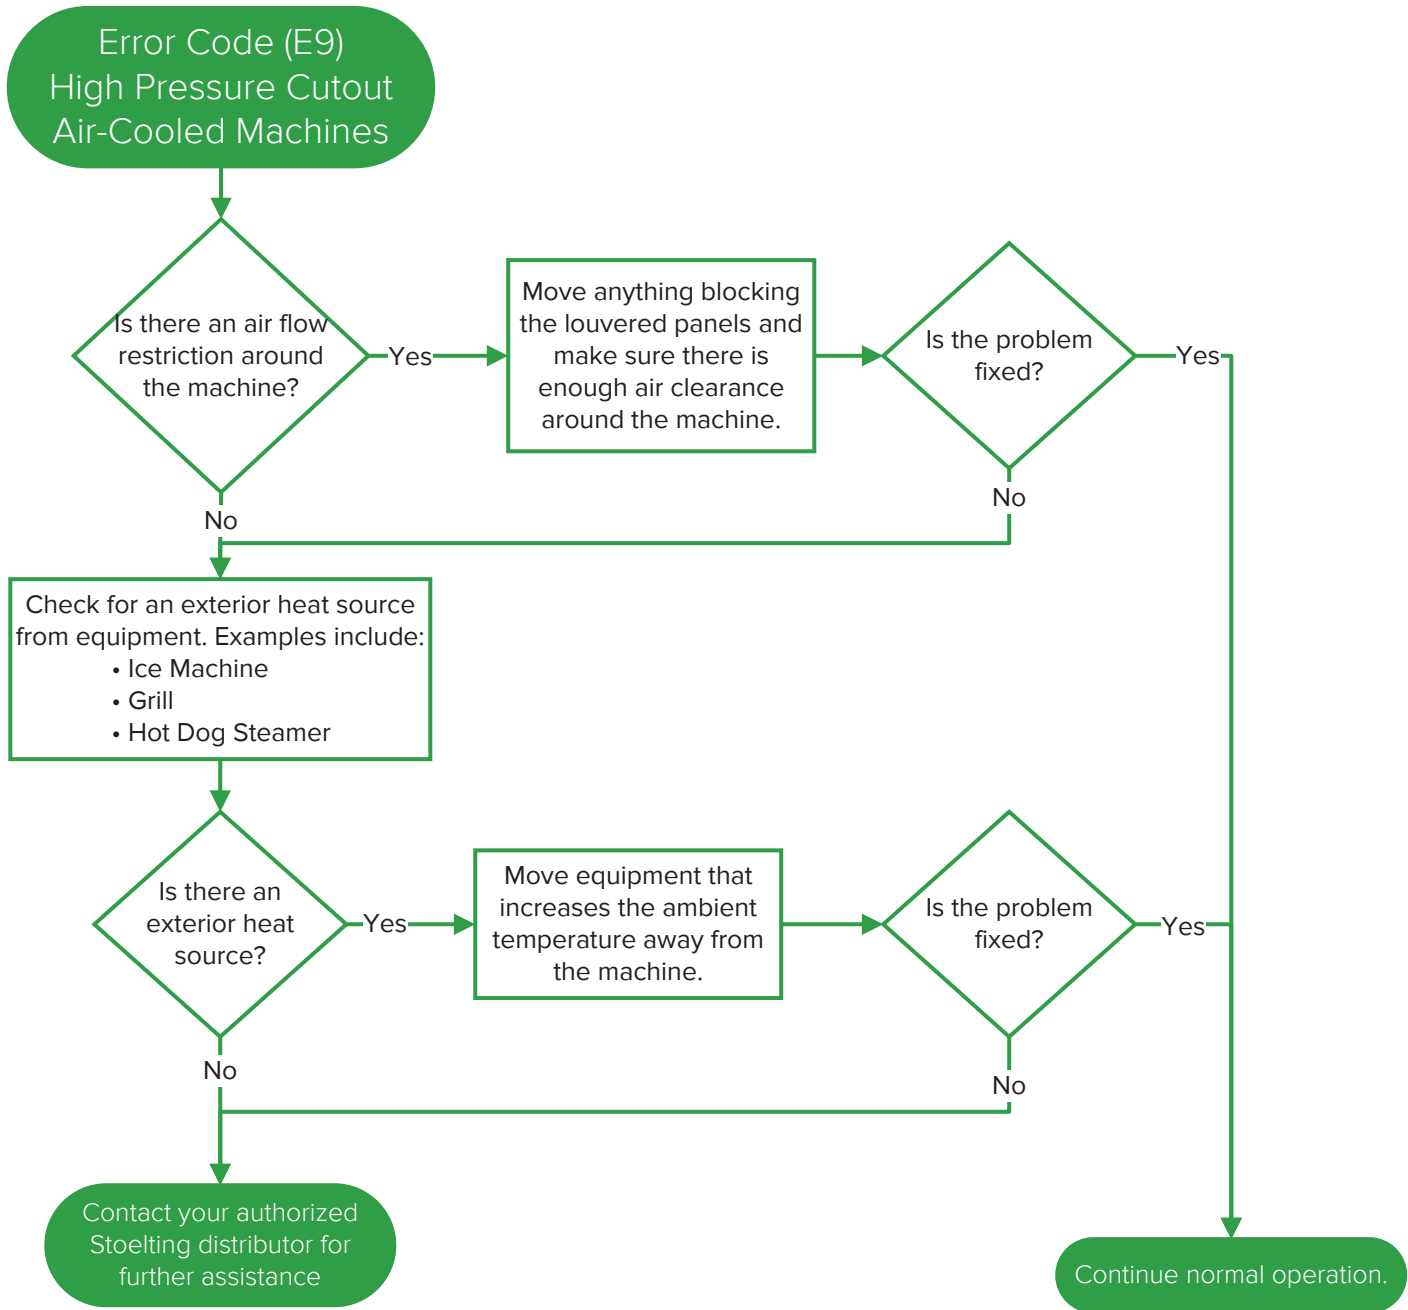 Error Code (E9)
High Pressure Cutout
Air-Cooled Machines
Is there an air flow
restriction around
the machine?
Yes
Move anything blocking
the louvered panels and
make sure there is
enough air clearance
around the machine.
Is the problem
fixed?
Yes
No
No
Check for an exterior heat source
from equipment. Examples include:
• Ice Machine
• Grill
• Hot Dog Steamer
Is there an
exterior heat
source?
Yes
Move equipment that
increases the ambient
temperature away from
the machine.
Is the problem
fixed?
Yes
No
No
Contact your authorized
Stoelting distributor for
further assistance
Continue normal operation.